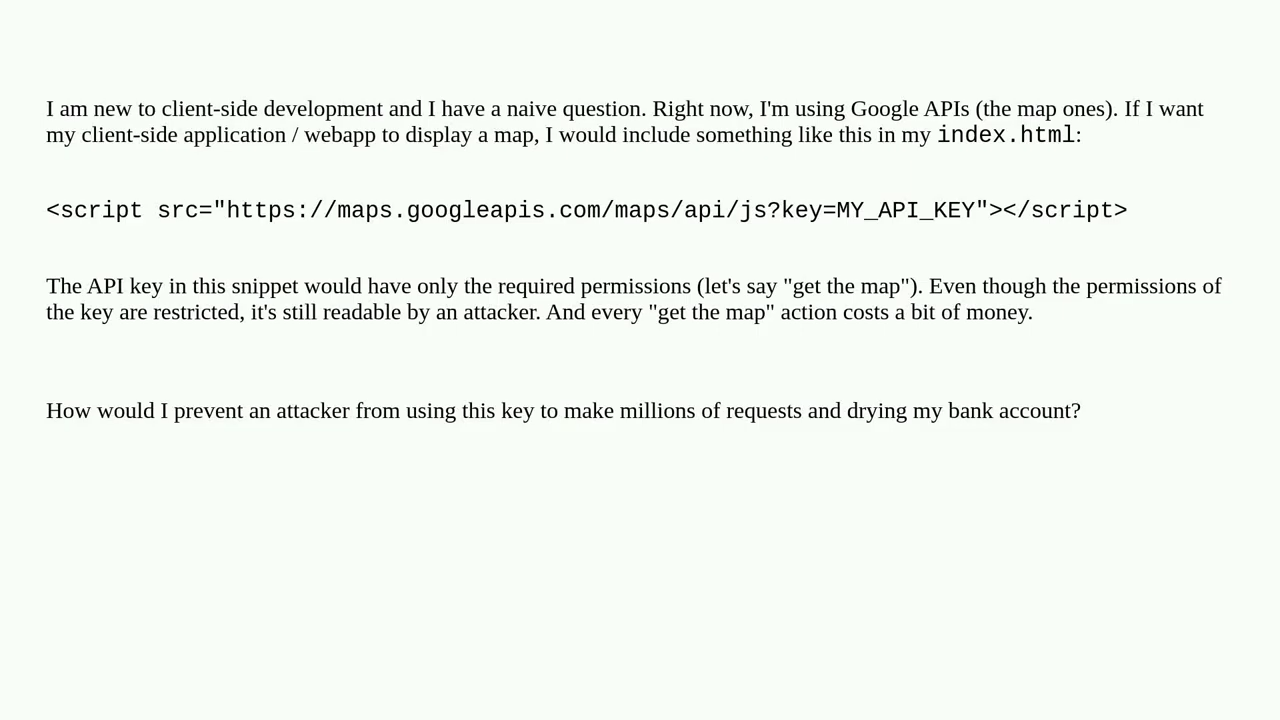 I am new to client-side development and I have a naive question. Right now, I'm using Google APIs (the map ones). If I want
my client-side application / webapp to display a map, I would include something like this in my index.html:
<script src="https://maps.googleapis.com/maps/api/js?key=MY_API_KEY"></script>
The API key in this snippet would have only the required permissions (let's say "get the map"). Even though the permissions of
the key are restricted, it's still readable by an attacker. And every "get the map" action costs a bit of money.
How would I prevent an attacker from using this key to make millions of requests and drying my bank account?